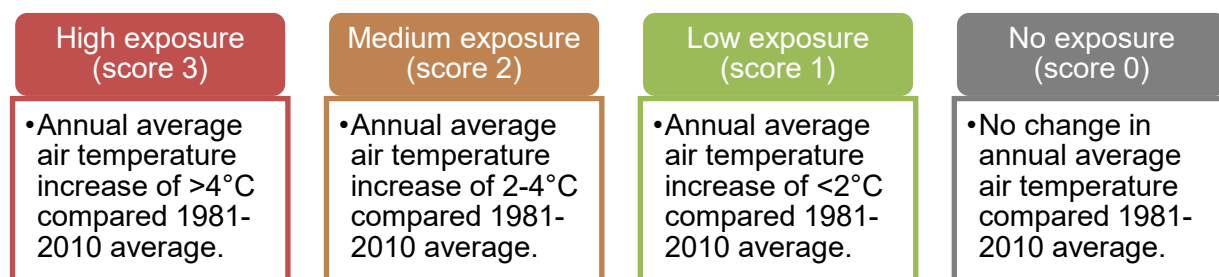 High exposure
(score 3)
•Annual average
air temperature
increase of >4°C
compared 1981-
2010 average.
Medium exposure
(score 2)
•Annual average
air temperature
increase of 2-4°C
compared 1981-
2010 average.
Low exposure
(score 1)
•Annual average
air temperature
increase of <2°C
compared 1981-
2010 average.
No exposure
(score 0)
•No change in
annual average
air temperature
compared 1981-
2010 average.